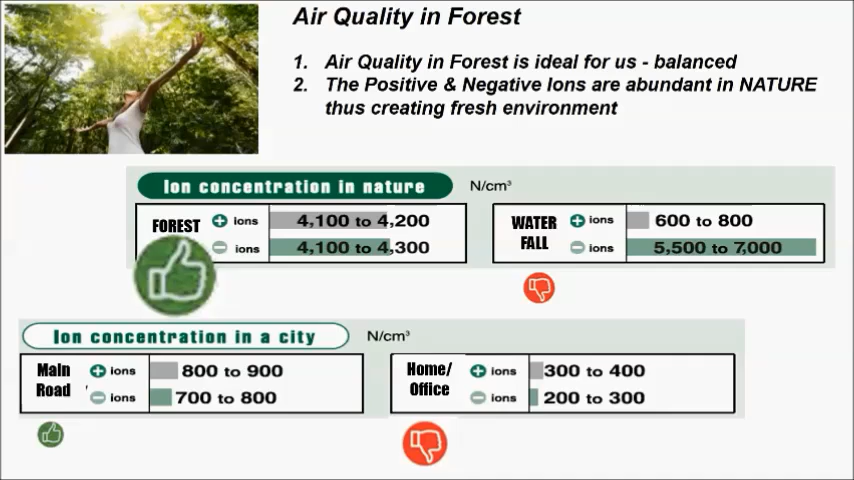 Air Quality in Forest
1. Air Quality in Forest is ideal for us - balanced
2. The Positive & Negative Ions are abundant in NATURE
thus creating fresh environment
Ion concentration in nature N/cm³
FOREST + ions 4,100 to 4,200
− ions 4,100 to 4,300
WATER FALL + ions 600 to 800
− ions 5,500 to 7,000
Ion concentration in a city N/cm³
Main Road + ions 800 to 900
− ions 700 to 800
Home/ Office + ions 300 to 400
− ions 200 to 300